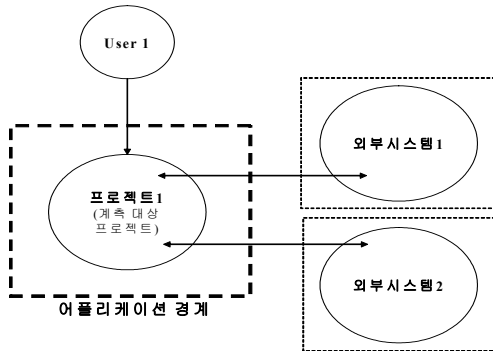 User 1
외부시스템1
프로젝트1
(계측 대상
프로젝트)
외부시스템2
어플리케이션 경계